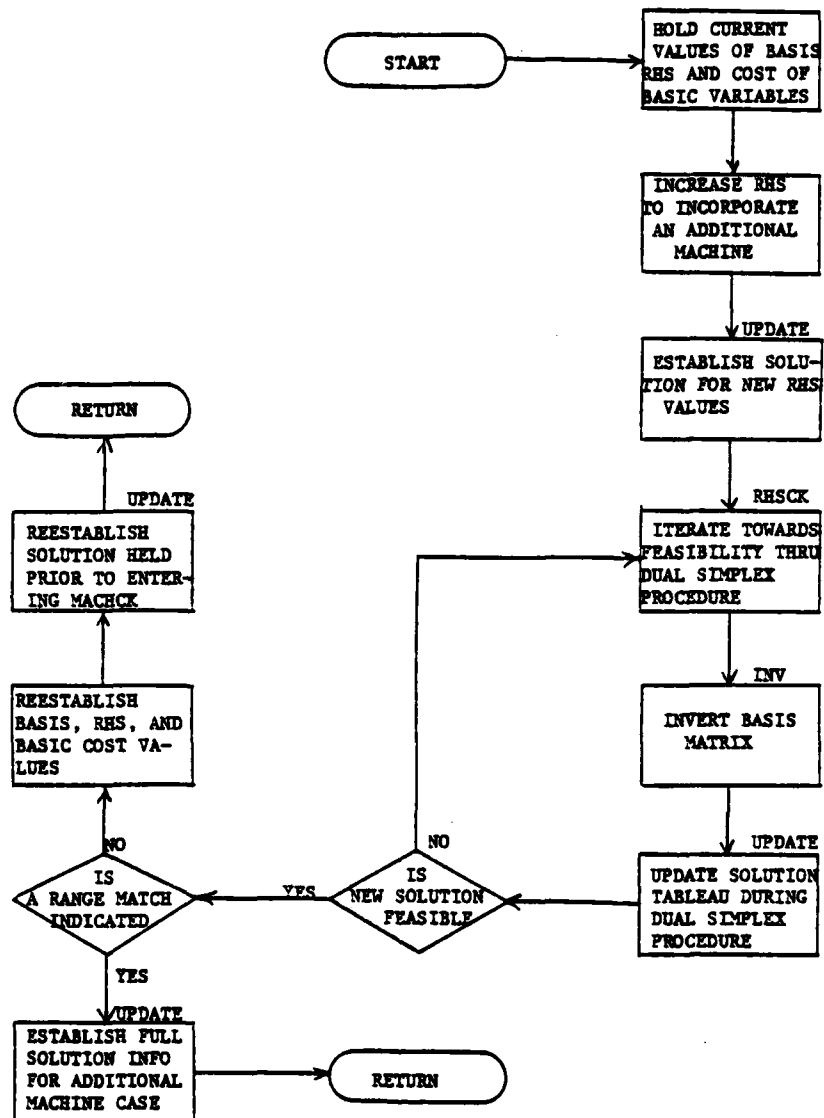 START
HOLD CURRENT
VALUES OF BASIS
RHS AND COST OF
BASIC VARIABLES
INCREASE RHS
TO INCORPORATE
AN ADDITIONAL
MACHINE
UPDATE
ESTABLISH SOLU-
TION FOR NEW RHS
VALUES
RHSCK
ITERATE TOWARDS
FEASIBILITY THRU
DUAL SIMPLEX
PROCEDURE
INV
INVERT BASIS
MATRIX
UPDATE
UPDATE SOLUTION
TABLEAU DURING
DUAL SIMPLEX
PROCEDURE
NO
IS
NEW SOLUTION
FEASIBLE
YES
NO
IS
A RANGE MATCH
INDICATED
REESTABLISH
BASIS, RHS, AND
BASIC COST VA-
LUES
UPDATE
REESTABLISH
SOLUTION HELD
PRIOR TO ENTER-
ING MACHCK
RETURN
YES
UPDATE
ESTABLISH FULL
SOLUTION INFO
FOR ADDITIONAL
MACHINE CASE
RETURN